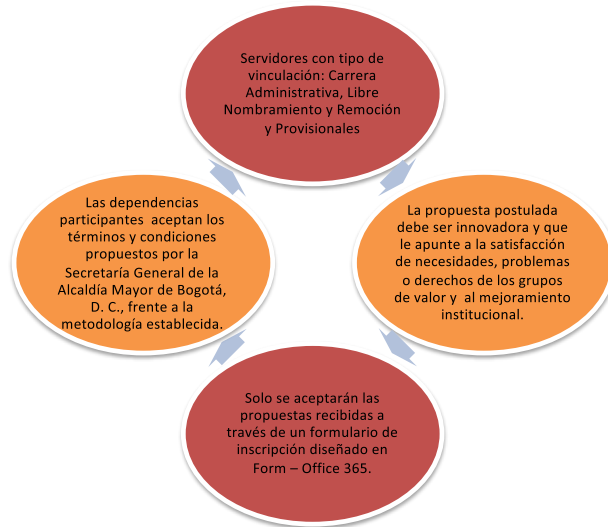 Servidores con tipo de
vinculación: Carrera
Administrativa, Libre
Nombramiento y Remoción
y Provisionales
Las dependencias
participantes aceptan los
términos y condiciones
propuestos por la
Secretaría General de la
Alcaldía Mayor de Bogotá,
D. C., frente a la
metodología establecida.
La propuesta postulada
debe ser innovadora y que
le apunte a la satisfacción
de necesidades, problemas
o derechos de los grupos
de valor y al mejoramiento
institucional.
Solo se aceptarán las
propuestas recibidas a
través de un formulario de
inscripción diseñado en
Form – Office 365.